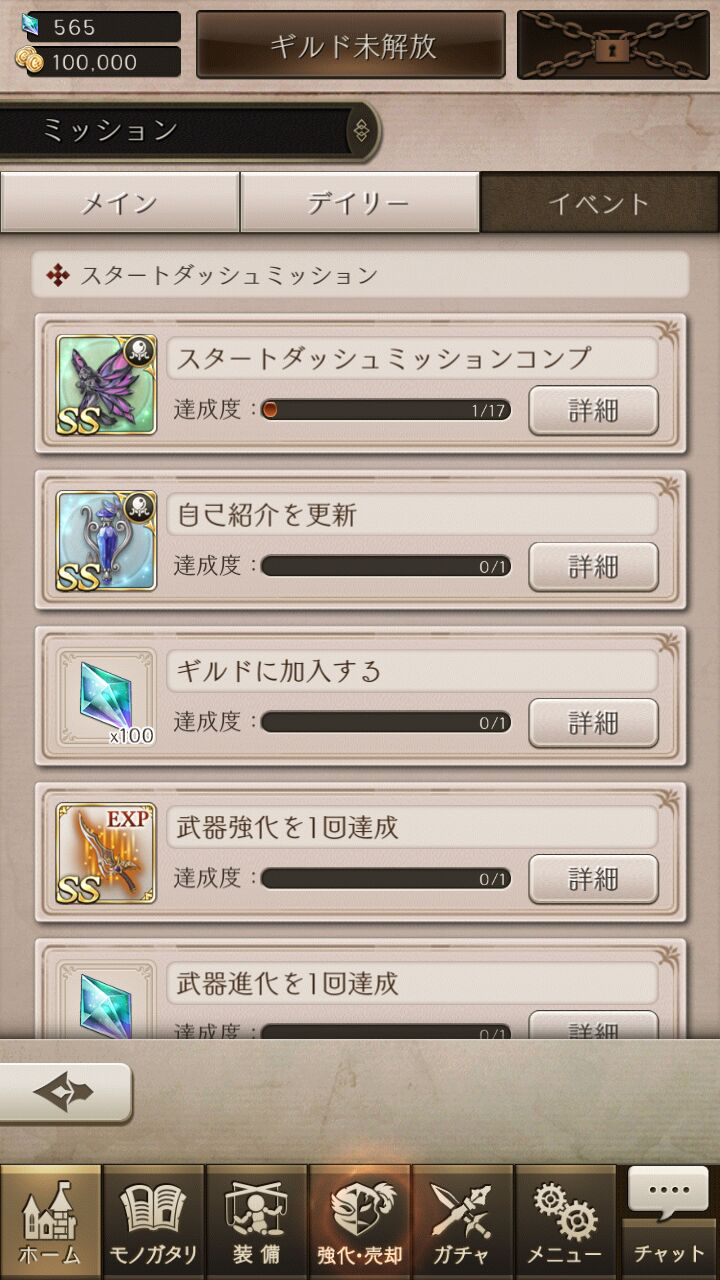 565
100,000
ギルド未解放
ミッション
メイン
デイリー
イベント
スタートダッシュミッション
スタートダッシュミッションコンプ
SS
達成度：
1/17
詳細
自己紹介を更新
SS
達成度：
0/1
詳細
ギルドに加入する
x100
達成度：
0/1
詳細
EXP
武器強化を1回達成
SS
達成度：
0/1
詳細
武器進化を1回達成
達成度：
0/1
詳細
ホーム
モノガタリ
装備
強化・売却
ガチャ
メニュー
チャット